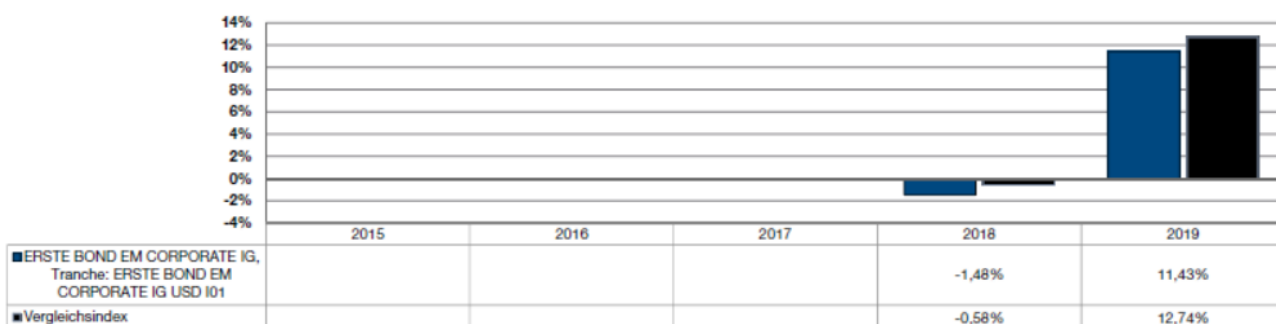 14%
12%
10%
8%
6%
4%
2%
0%
-2%
-4%
2015 2016 2017 2018 2019
ERSTE BOND EM CORPORATE IG,
Tranche: ERSTE BOND EM
CORPORATE IG USD I01
-1,48% 11,43%
Vergleichsindex -0,58% 12,74%